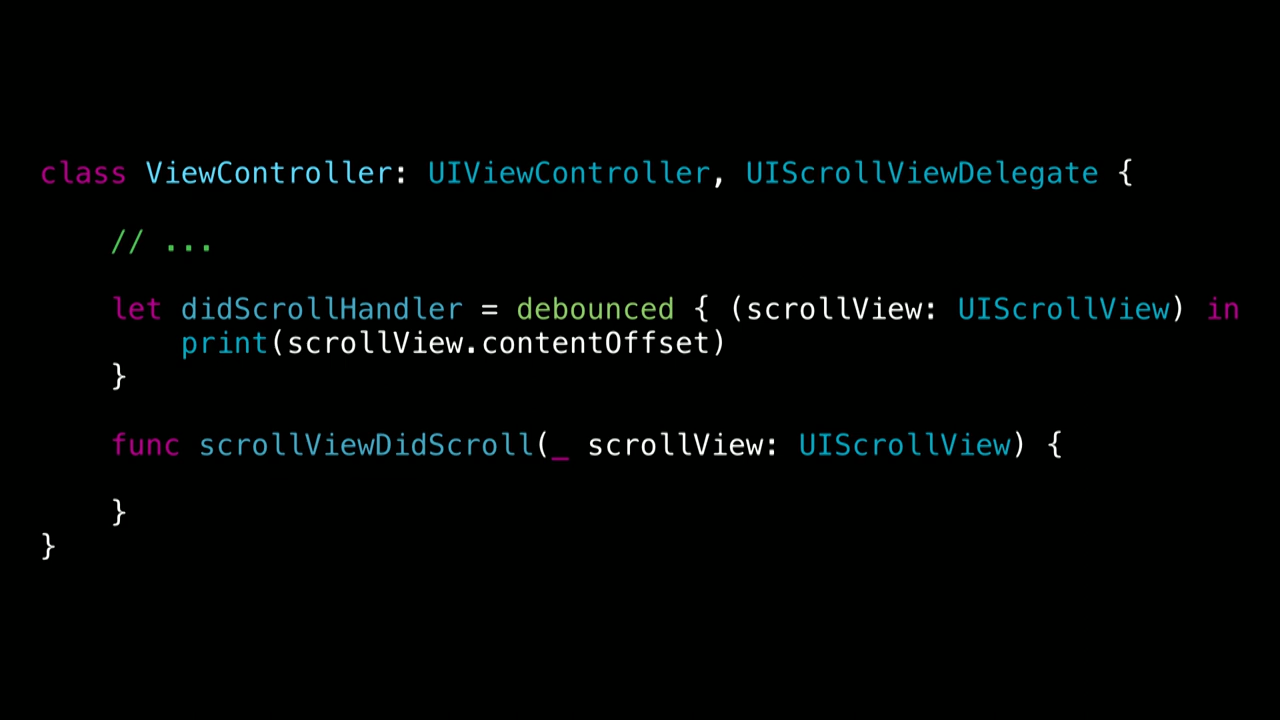 class ViewController: UIViewController, UIScrollViewDelegate {
// ...
let didScrollHandler = debounced { (scrollView: UIScrollView) in
print(scrollView.contentOffset)
}
func scrollViewDidScroll(_ scrollView: UIScrollView) {
}
}